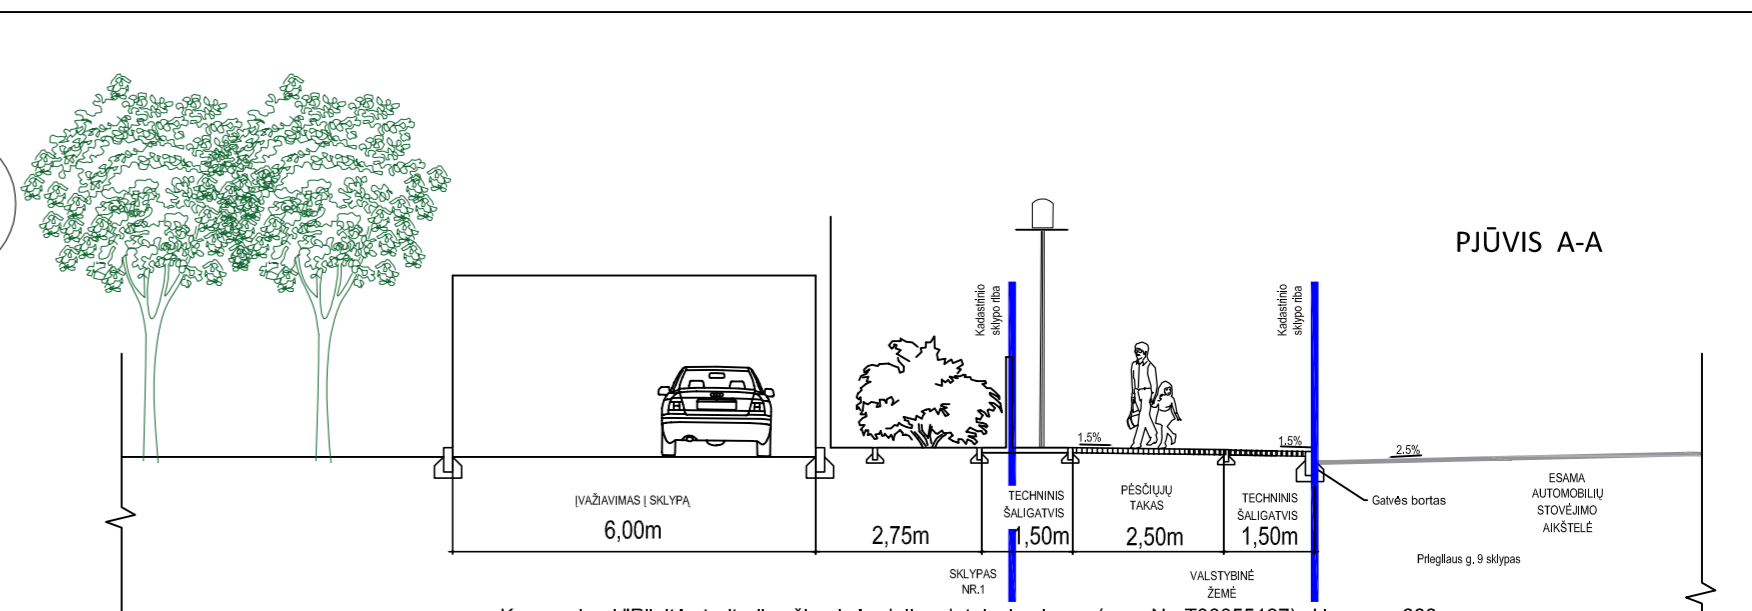 PJŪVIS A-A
Kadastrinio
sklypo riba
Kadastrinio
sklypo riba
1.5%
1.5%
2.5%
ĮVAŽIAVIMAS Į SKLYPĄ
6,00m
2,75m
TECHNINIS
ŠALIGATVIS
1,50m
PĖSČIŲJŲ
TAKAS
2,50m
TECHNINIS
ŠALIGATVIS
1,50m
Gatvės bortas
ESAMA
AUTOMOBILIŲ
STOVĖJIMO
AIKŠTELĖ
Prieglaus g. 9 sklypas
SKLYPAS
NR.1
VALSTYBINĖ
ŽEMĖ